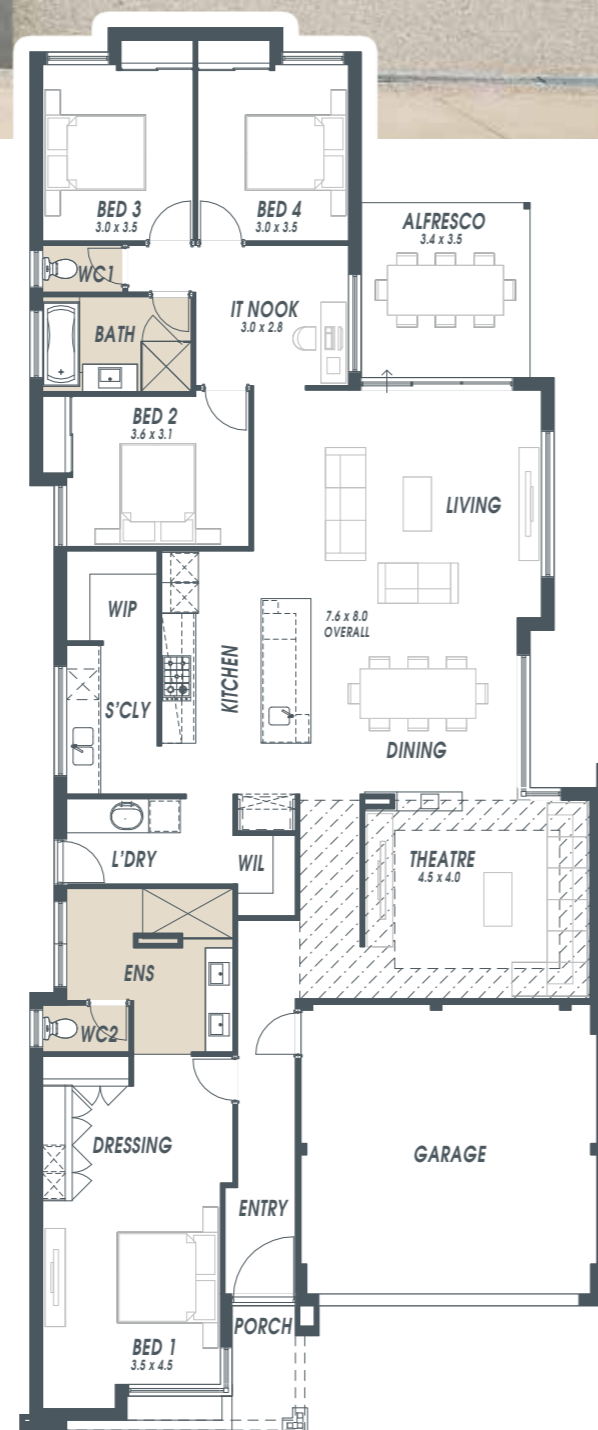 BED 3
3.0 x 3.5
BED 4
3.0 x 3.5
ALFRESCO
3.4 x 3.5
WC1
IT NOOK
3.0 x 2.8
BATH
BED 2
3.6 x 3.1
LIVING
WIP
7.6 x 8.0
OVERALL
KITCHEN
S'CLY
DINING
L'DRY
WIL
THEATRE
4.5 x 4.0
ENS
WC2
DRESSING
GARAGE
ENTRY
PORCH
BED 1
3.5 x 4.5